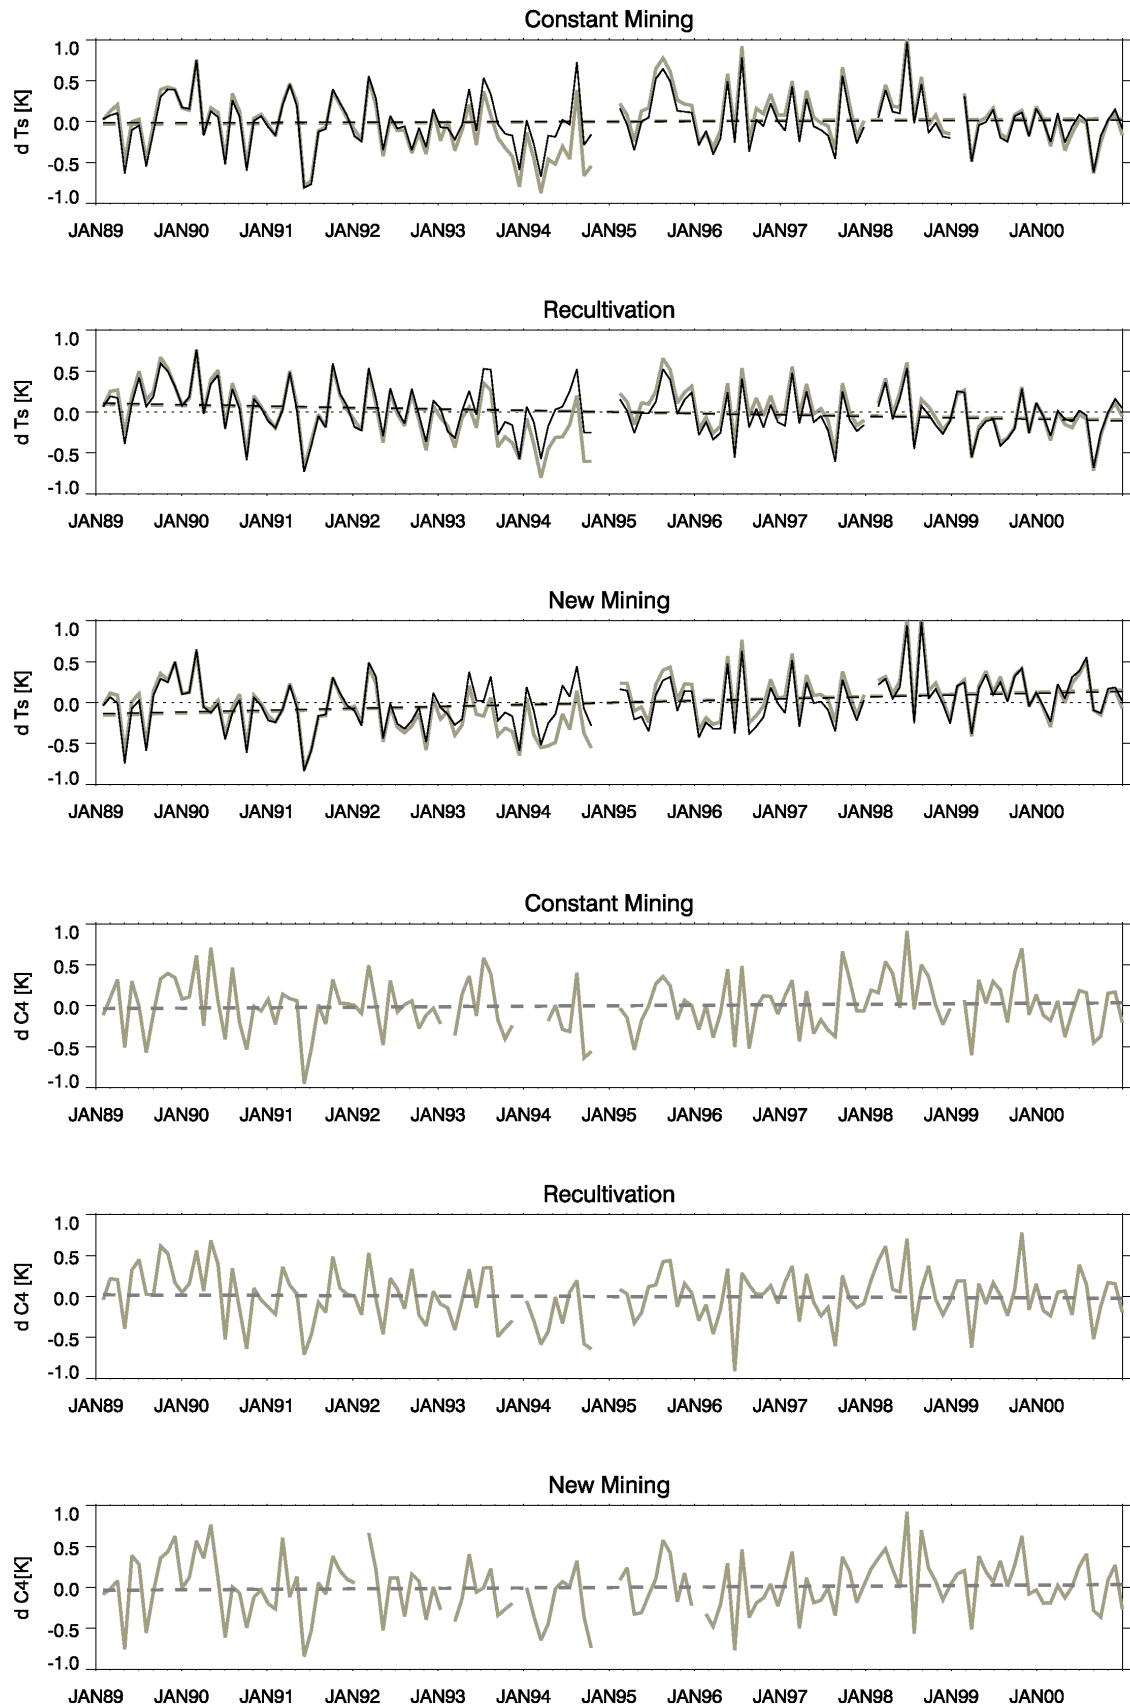 Constant Mining
1.0
0.5
0.0
-0.5
-1.0
d Ts [K]
JAN89 JAN90 JAN91 JAN92 JAN93 JAN94 JAN95 JAN96 JAN97 JAN98 JAN99 JAN00
Recultivation
1.0
0.5
0.0
-0.5
-1.0
d Ts [K]
JAN89 JAN90 JAN91 JAN92 JAN93 JAN94 JAN95 JAN96 JAN97 JAN98 JAN99 JAN00
New Mining
1.0
0.5
0.0
-0.5
-1.0
d Ts [K]
JAN89 JAN90 JAN91 JAN92 JAN93 JAN94 JAN95 JAN96 JAN97 JAN98 JAN99 JAN00
Constant Mining
1.0
0.5
0.0
-0.5
-1.0
d C4 [K]
JAN89 JAN90 JAN91 JAN92 JAN93 JAN94 JAN95 JAN96 JAN97 JAN98 JAN99 JAN00
Recultivation
1.0
0.5
0.0
-0.5
-1.0
d C4 [K]
JAN89 JAN90 JAN91 JAN92 JAN93 JAN94 JAN95 JAN96 JAN97 JAN98 JAN99 JAN00
New Mining
1.0
0.5
0.0
-0.5
-1.0
d C4[K]
JAN89 JAN90 JAN91 JAN92 JAN93 JAN94 JAN95 JAN96 JAN97 JAN98 JAN99 JAN00